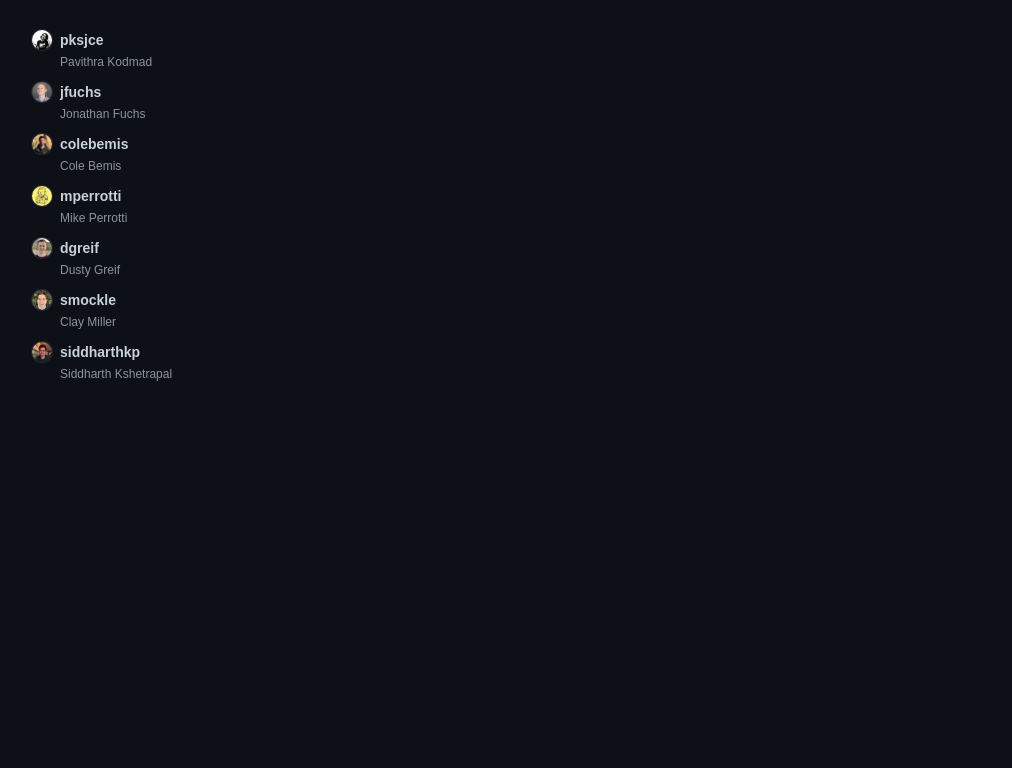 pksjce
Pavithra Kodmad
jfuchs
Jonathan Fuchs
colebemis
Cole Bemis
mperrotti
Mike Perrotti
dgreif
Dusty Greif
smockle
Clay Miller
siddharthkp
Siddharth Kshetrapal